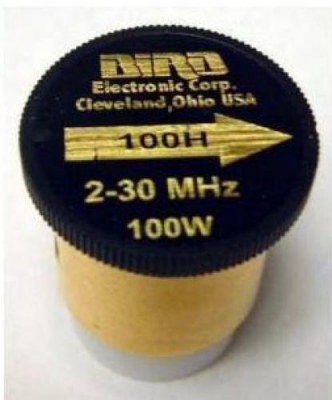 BIRD
Electronic Corp.
Cleveland,Ohio USA
100H
2-30 MHz
100W